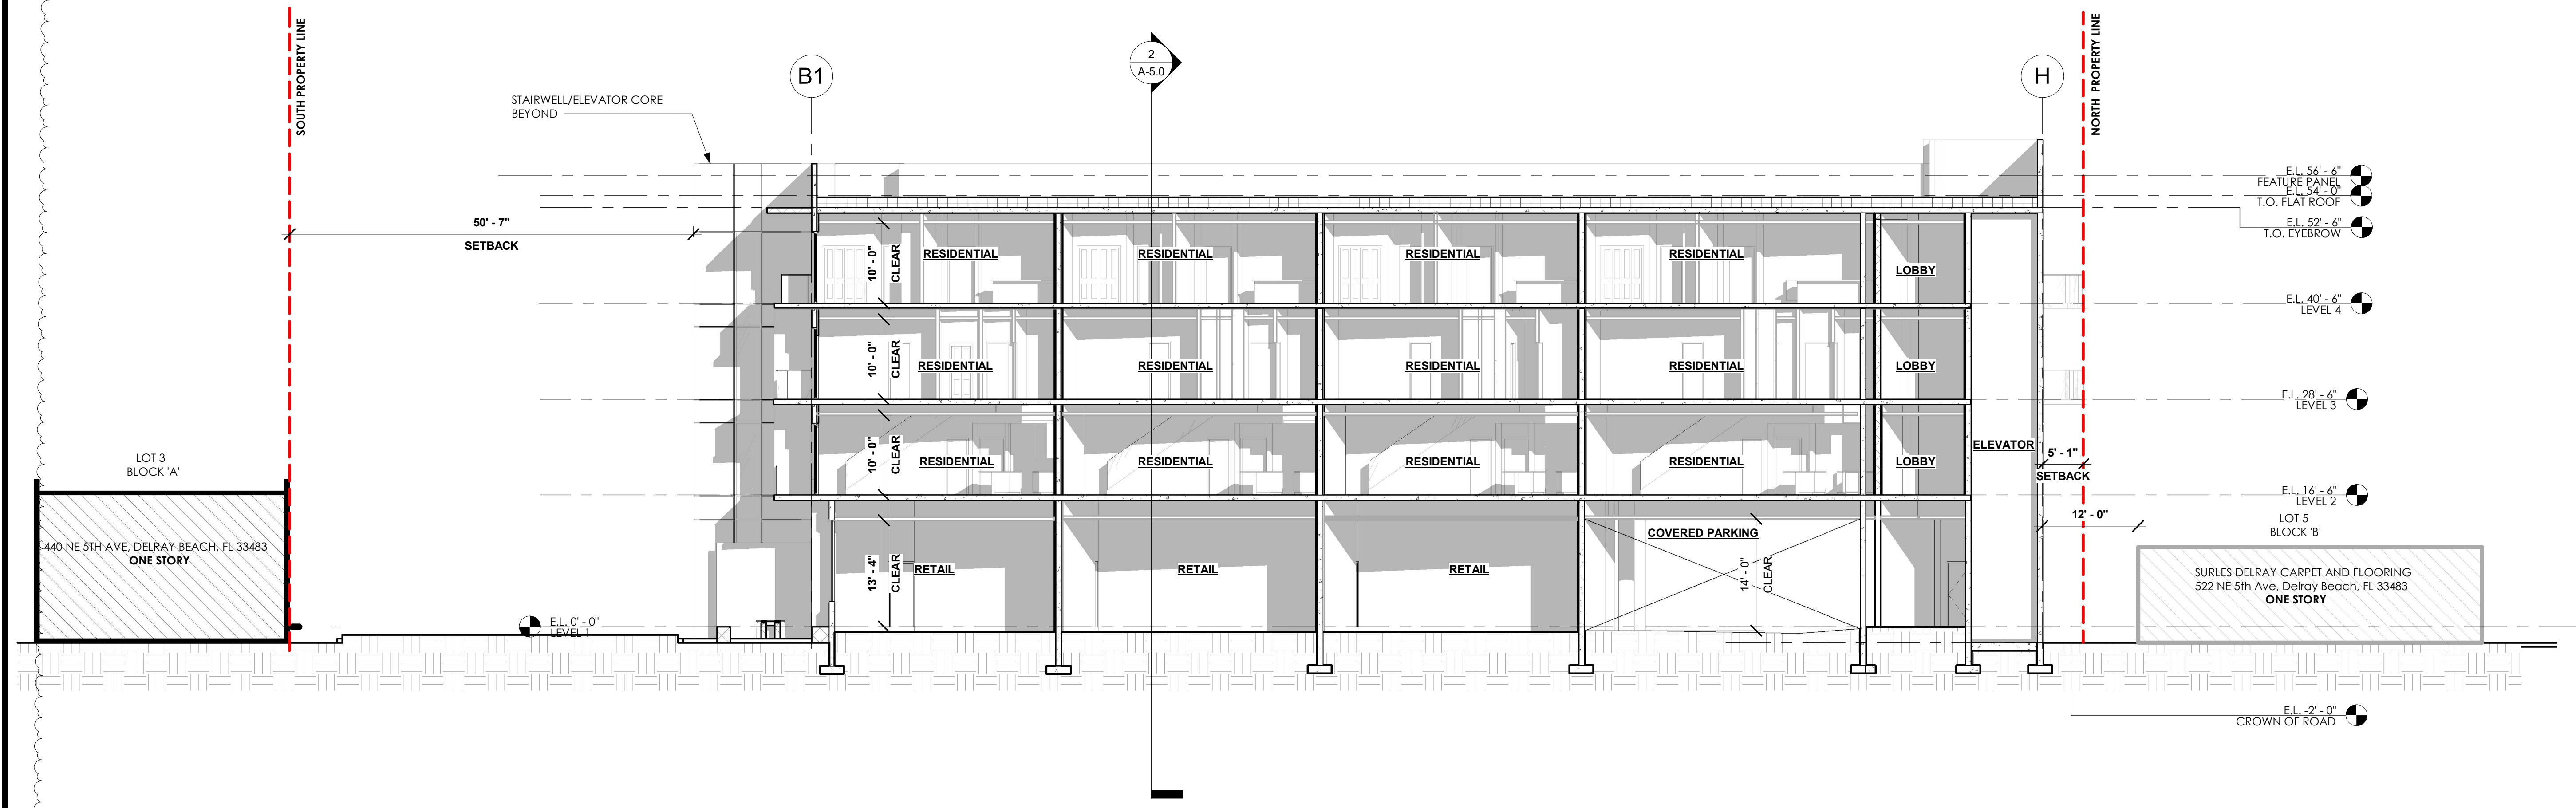 SOUTH PROPERTY LINE
NORTH PROPERTY LINE
B1
2
A-5.0
H
STAIRWELL/ELEVATOR CORE
BEYOND
E.L. 56' - 6"
FEATURE PANEL
E.L. 54' - 0"
T.O. FLAT ROOF
E.L. 52' - 6"
T.O. EYEBROW
50' - 7"
SETBACK
10' - 0"
CLEAR
RESIDENTIAL
RESIDENTIAL
RESIDENTIAL
RESIDENTIAL
LOBBY
E.L. 40' - 6"
LEVEL 4
10' - 0"
CLEAR
RESIDENTIAL
RESIDENTIAL
RESIDENTIAL
RESIDENTIAL
LOBBY
E.L. 28' - 6"
LEVEL 3
10' - 0"
CLEAR
RESIDENTIAL
RESIDENTIAL
RESIDENTIAL
RESIDENTIAL
LOBBY
ELEVATOR
5' - 1"
SETBACK
E.L. 16' - 6"
LEVEL 2
LOT 3
BLOCK 'A'
440 NE 5TH AVE, DELRAY BEACH, FL 33483
ONE STORY
12' - 0"
LOT 5
BLOCK 'B'
13' - 4"
CLEAR
RETAIL
RETAIL
RETAIL
COVERED PARKING
14' - 0"
CLEAR
SURLES DELRAY CARPET AND FLOORING
522 NE 5th Ave, Delray Beach, FL 33483
ONE STORY
E.L. 0' - 0"
LEVEL 1
E.L. -2' - 0"
CROWN OF ROAD